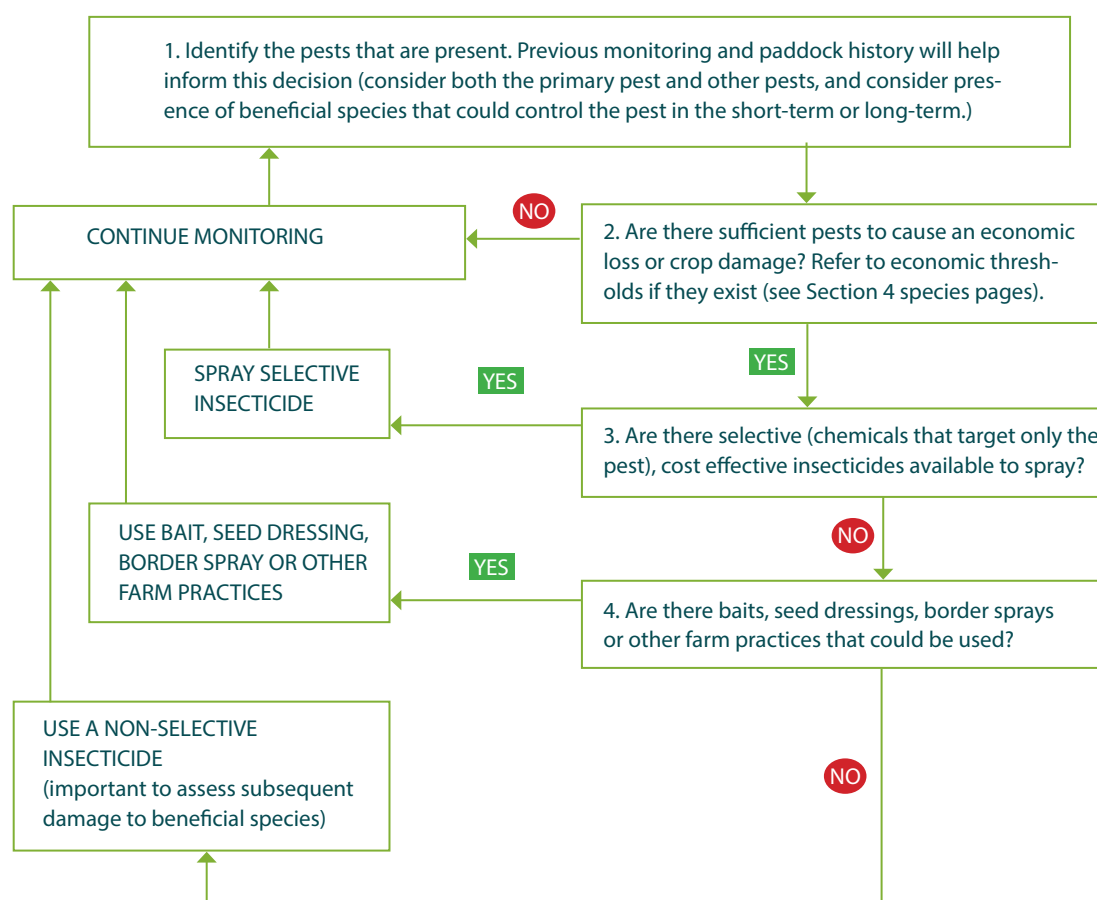 1. Identify the pests that are present. Previous monitoring and paddock history will help
inform this decision (consider both the primary pest and other pests, and consider pres-
ence of beneficial species that could control the pest in the short-term or long-term.)
NO
CONTINUE MONITORING
2. Are there sufficient pests to cause an economic
loss or crop damage? Refer to economic thresh-
olds if they exist (see Section 4 species pages).
YES
SPRAY SELECTIVE
INSECTICIDE
YES
3. Are there selective (chemicals that target only the
pest), cost effective insecticides available to spray?
NO
USE BAIT, SEED DRESSING,
BORDER SPRAY OR OTHER
FARM PRACTICES
YES
4. Are there baits, seed dressings, border sprays
or other farm practices that could be used?
USE A NON-SELECTIVE
INSECTICIDE
(important to assess subsequent
damage to beneficial species)
NO